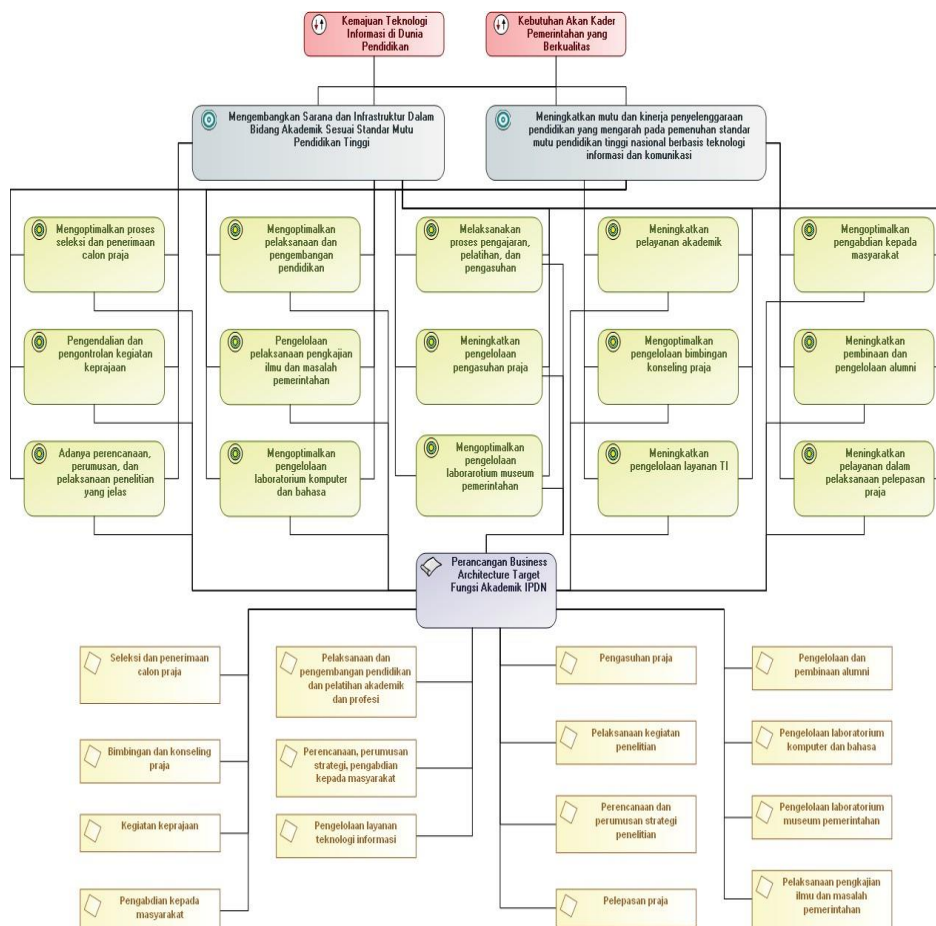 Kemajuan Teknologi
Informasi di Dunia
Pendidikan
Kebutuhan Akan Kader
Pemerintahan yang
Berkualitas
Mengembangkan Sarana dan Infrastruktur Dalam
Bidang Akademik Sesuai Standar Mutu
Pendidikan Tinggi
Meningkatkan mutu dan kinerja penyelenggaraan
pendidikan yang mengarah pada pemenuhan standar
mutu pendidikan tinggi nasional berbasis teknologi
informasi dan komunikasi
Mengoptimalkan proses
seleksi dan penerimaan
calon praja
Mengoptimalkan
pelaksanaan dan
pengembangan
pendidikan
Melaksanakan
proses pengajaran,
pelatihan, dan
pengasuhan
Meningkatkan
pelayanan akademik
Mengoptimalkan
pengabdian kepada
masyarakat
Pengendalian dan
pengontrolan kegiatan
keprajaan
Pengelolaan
pelaksanaan pengkajian
ilmu dan masalah
pemerintahan
Meningkatkan
pengelolaan
pengasuhan praja
Mengoptimalkan
pengelolaan bimbingan
konseling praja
Meningkatkan
pembinaan dan
pengelolaan alumni
Adanya perencanaan,
perumusan, dan
pelaksanaan penelitian
yang jelas
Mengoptimalkan
pengelolaan
laboratorium komputer
dan bahasa
Mengoptimalkan
pengelolaan
laborarotium museum
pemerintahan
Meningkatkan
pengelolaan layanan TI
Meningkatkan
pelayanan dalam
pelaksanaan pelepasan
praja
Perancangan Business
Architecture Target
Fungsi Akademik IPDN
Seleksi dan penerimaan
calon praja
Pelaksanaan dan
pengembangan pendidikan
dan pelatihan akademik
dan profesi
Pengasuhan praja
Pengelolaan dan
pembinaan alumni
Bimbingan dan konseling
praja
Perencanaan, perumusan
strategi, pengabdian
kepada masyarakat
Pelaksanaan kegiatan
penelitian
Pengelolaan laboratorium
komputer dan bahasa
Kegiatan keprajaan
Pengelolaan layanan
teknologi informasi
Perencanaan dan
perumusan strategi
penelitian
Pengelolaan laboratorium
museum pemerintahan
Pengabdian kepada
masyarakat
Pelepasan praja
Pelaksanaan pengkajian
ilmu dan masalah
pemerintahan